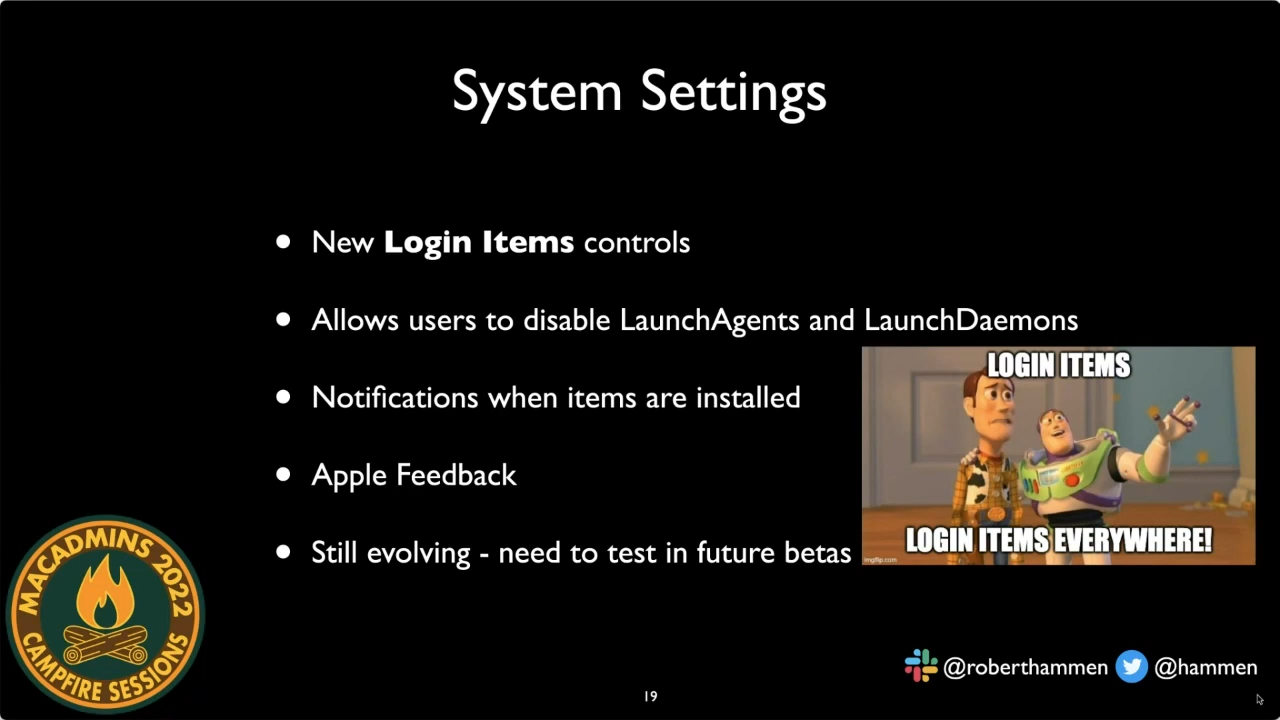 System Settings
• New Login Items controls
• Allows users to disable LaunchAgents and LaunchDaemons
• Notifications when items are installed
• Apple Feedback
• Still evolving - need to test in future betas
LOGIN ITEMS
LOGIN ITEMS EVERYWHERE!
imgflip.com
MACADMINS 2022
CAMPFIRE SESSIONS
@roberthammen @hammen
19